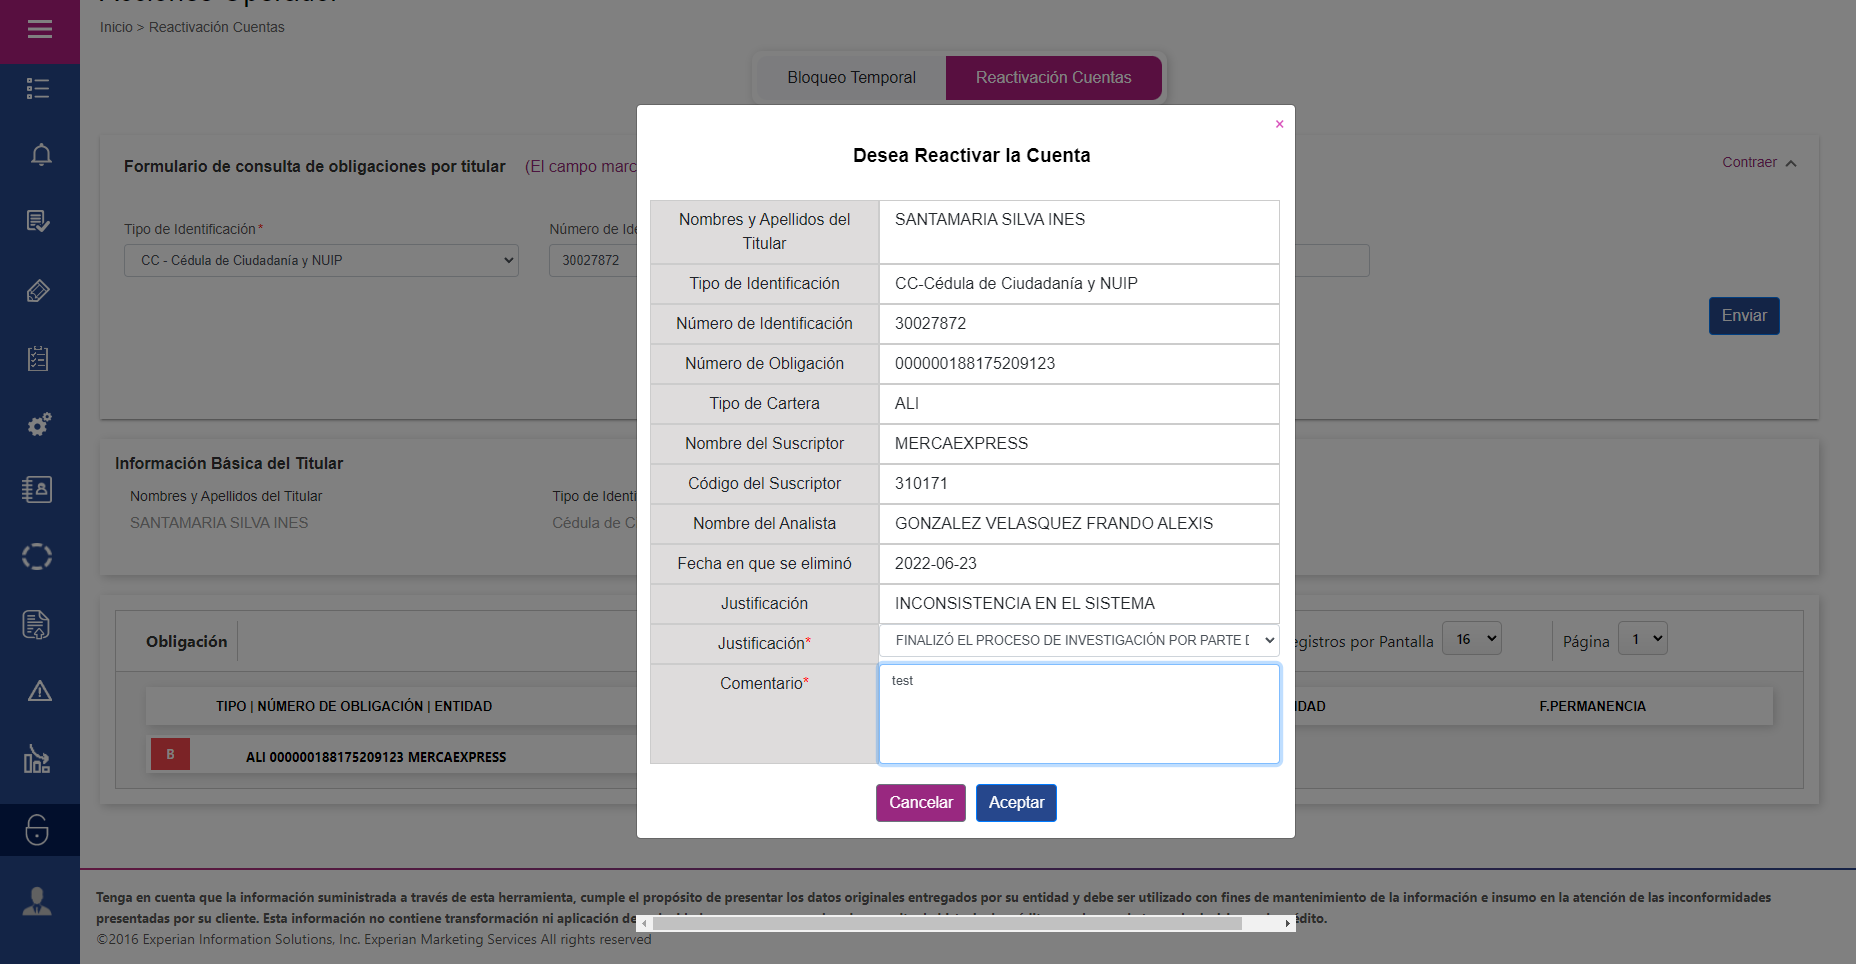 Inicio > Reactivación Cuentas
Bloqueo Temporal
Reactivación Cuentas
Formulario de consulta de obligaciones por titular
(El campo marc
Contraer
Tipo de Identificación*
CC - Cédula de Ciudadanía y NUIP
Número de Ide
30027872
Enviar
Información Básica del Titular
Nombres y Apellidos del Titular
SANTAMARIA SILVA INES
Tipo de Identi
Cédula de C
Obligación
egistros por Pantalla
16
Página
1
TIPO | NÚMERO DE OBLIGACIÓN | ENTIDAD
IDAD
F.PERMANENCIA
B
ALI 000000188175209123 MERCAEXPRESS
×
Desea Reactivar la Cuenta
Nombres y Apellidos del
Titular
SANTAMARIA SILVA INES
Tipo de Identificación
CC-Cédula de Ciudadanía y NUIP
Número de Identificación
30027872
Número de Obligación
000000188175209123
Tipo de Cartera
ALI
Nombre del Suscriptor
MERCAEXPRESS
Código del Suscriptor
310171
Nombre del Analista
GONZALEZ VELASQUEZ FRANDO ALEXIS
Fecha en que se eliminó
2022-06-23
Justificación
INCONSISTENCIA EN EL SISTEMA
Justificación*
FINALIZÓ EL PROCESO DE INVESTIGACIÓN POR PARTE
Comentario*
test
Cancelar
Aceptar
Tenga en cuenta que la información suministrada a través de esta herramienta, cumple el propósito de presentar los datos originales entregados por su entidad y debe ser utilizado con fines de mantenimiento de la información e insumo en la atención de las inconformidades
presentadas por su cliente. Esta información no contiene transformación ni aplicación de
édito.
©2016 Experian Information Solutions, Inc. Experian Marketing Services All rights reserved